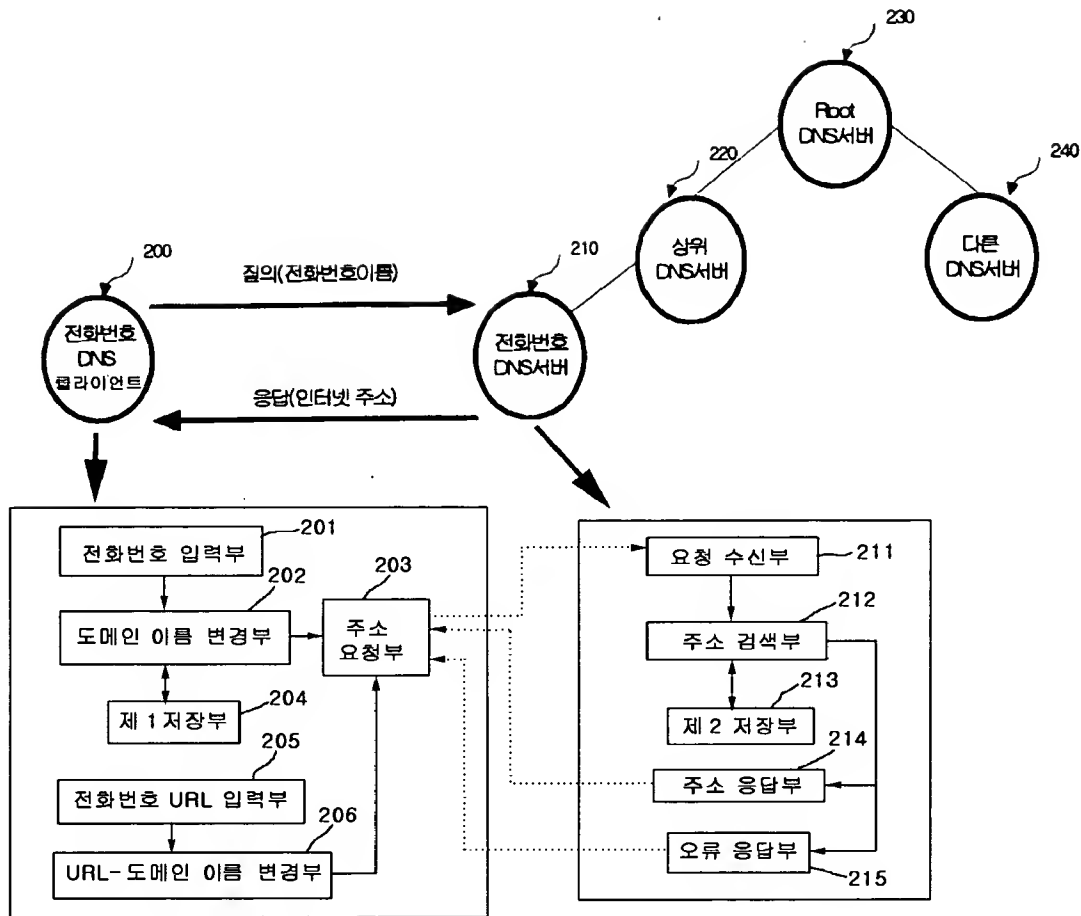 230
Root
DNS서버
220
240
상위
DNS서버
다른
DNS서버
200
질의(전화번호이름)
210
전화번호
DNS
클라이언트
전화번호
DNS서버
응답(인터넷 주소)
201
전화번호 입력부
202
203
도메인 이름 변경부
주소
요청부
204
제 1 저장부
205
전화번호 URL 입력부
206
URL-도메인 이름 변경부
요청 수신부
211
212
주소 검색부
213
제 2 저장부
214
주소 응답부
오류 응답부
215